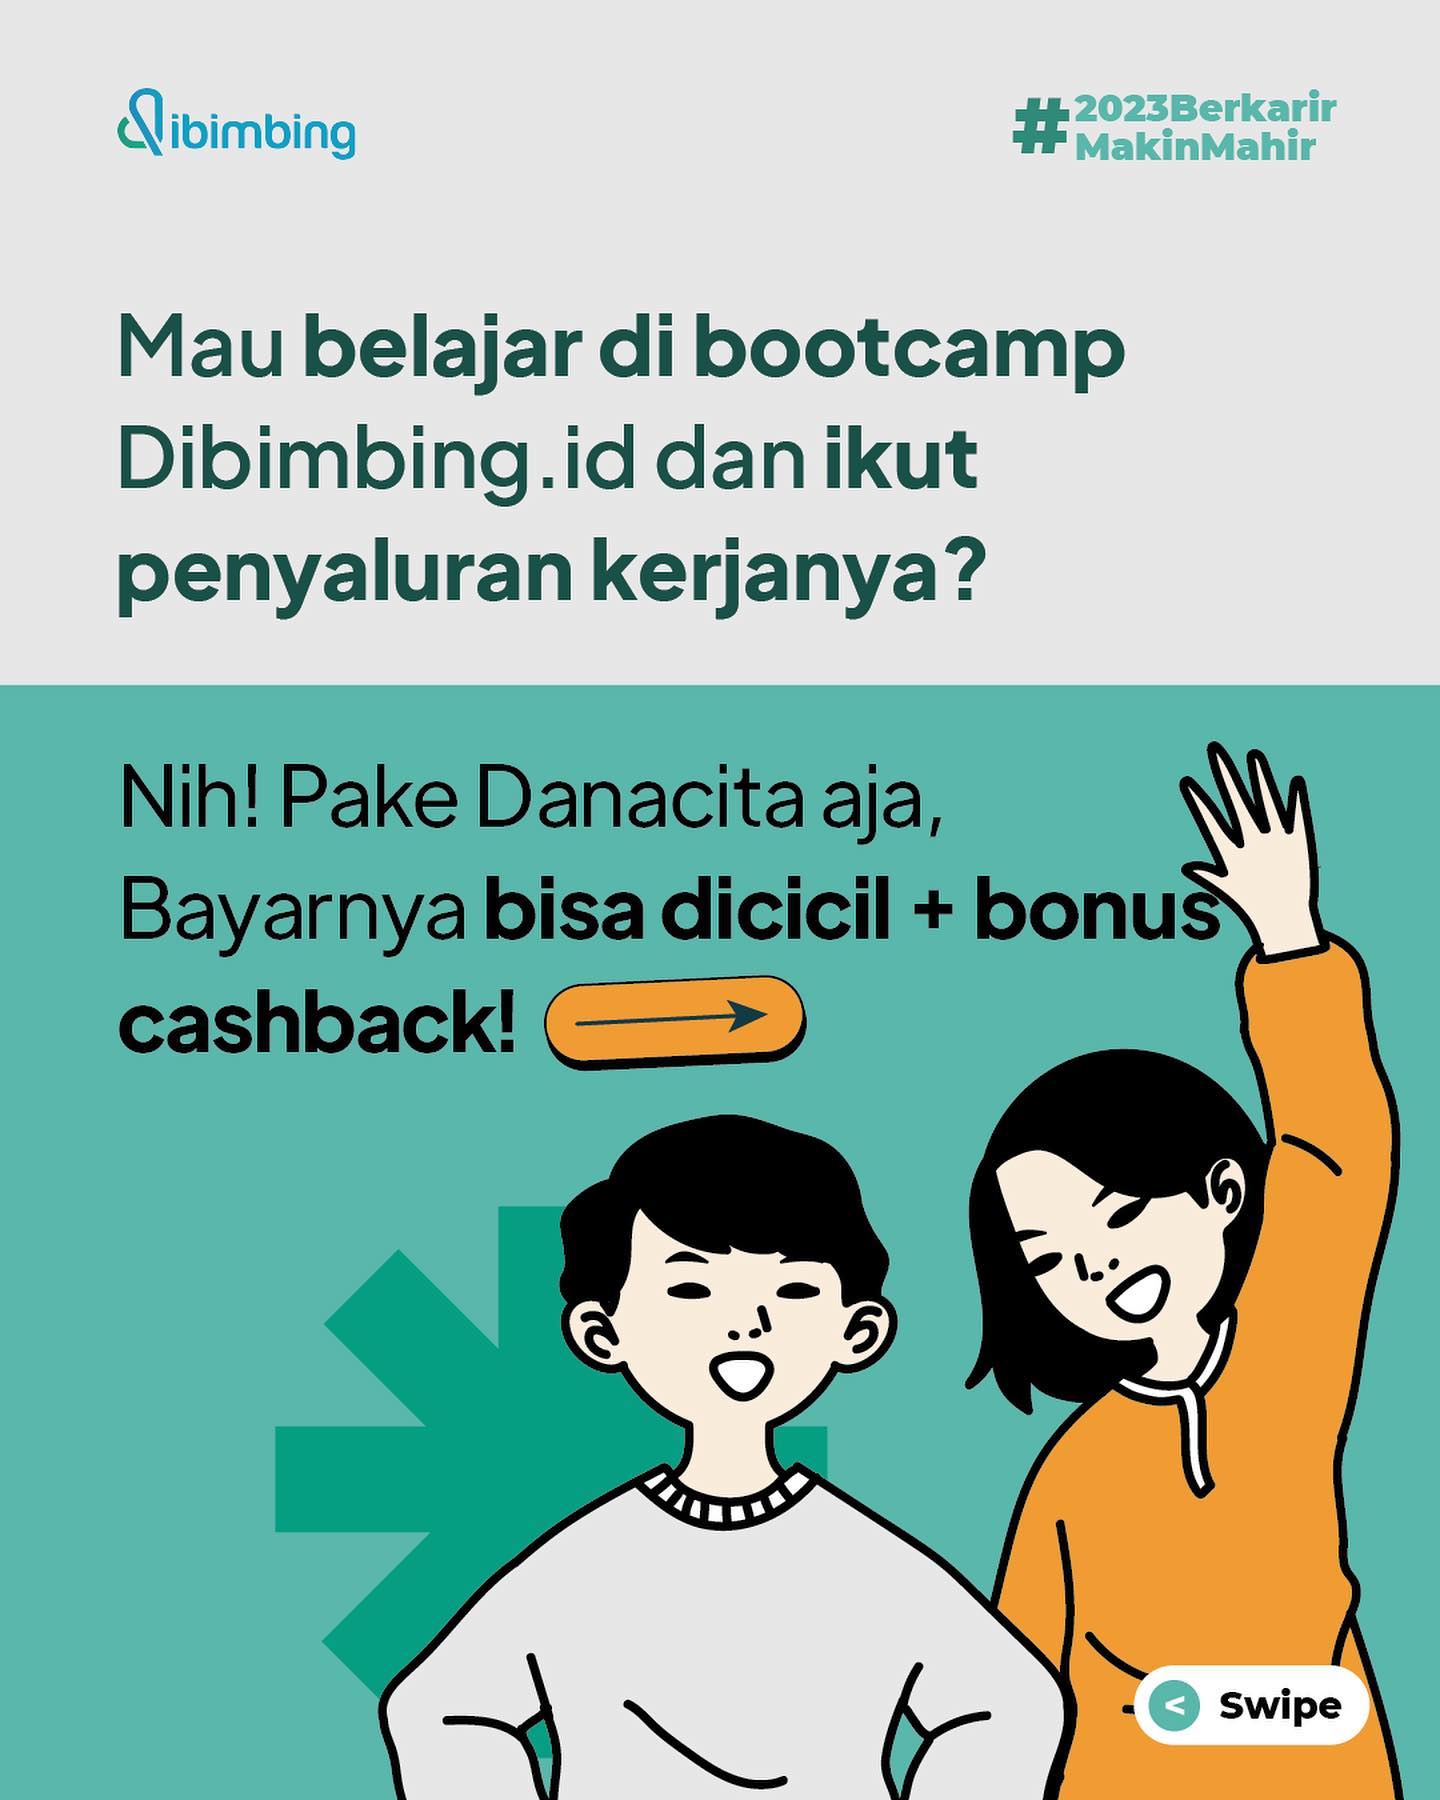 dibimbing
#2023Berkarir
MakinMahir
Mau belajar di bootcamp
Dibimbing.id dan ikut
penyaluran kerjanya?
Nih! Pake Danacita aja,
Bayarnya bisa dicicil + bonus
cashback!
< Swipe